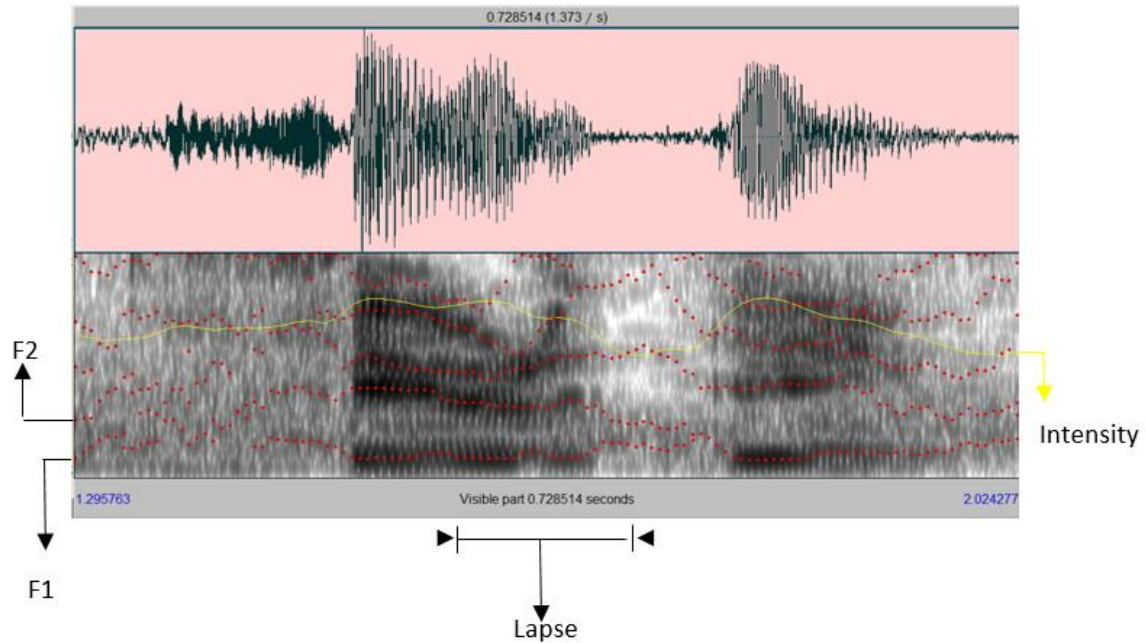 0.728514 (1.373 / s)
F2
Intensity
1.295763 Visible part 0.728514 seconds 2.024277
F1
Lapse